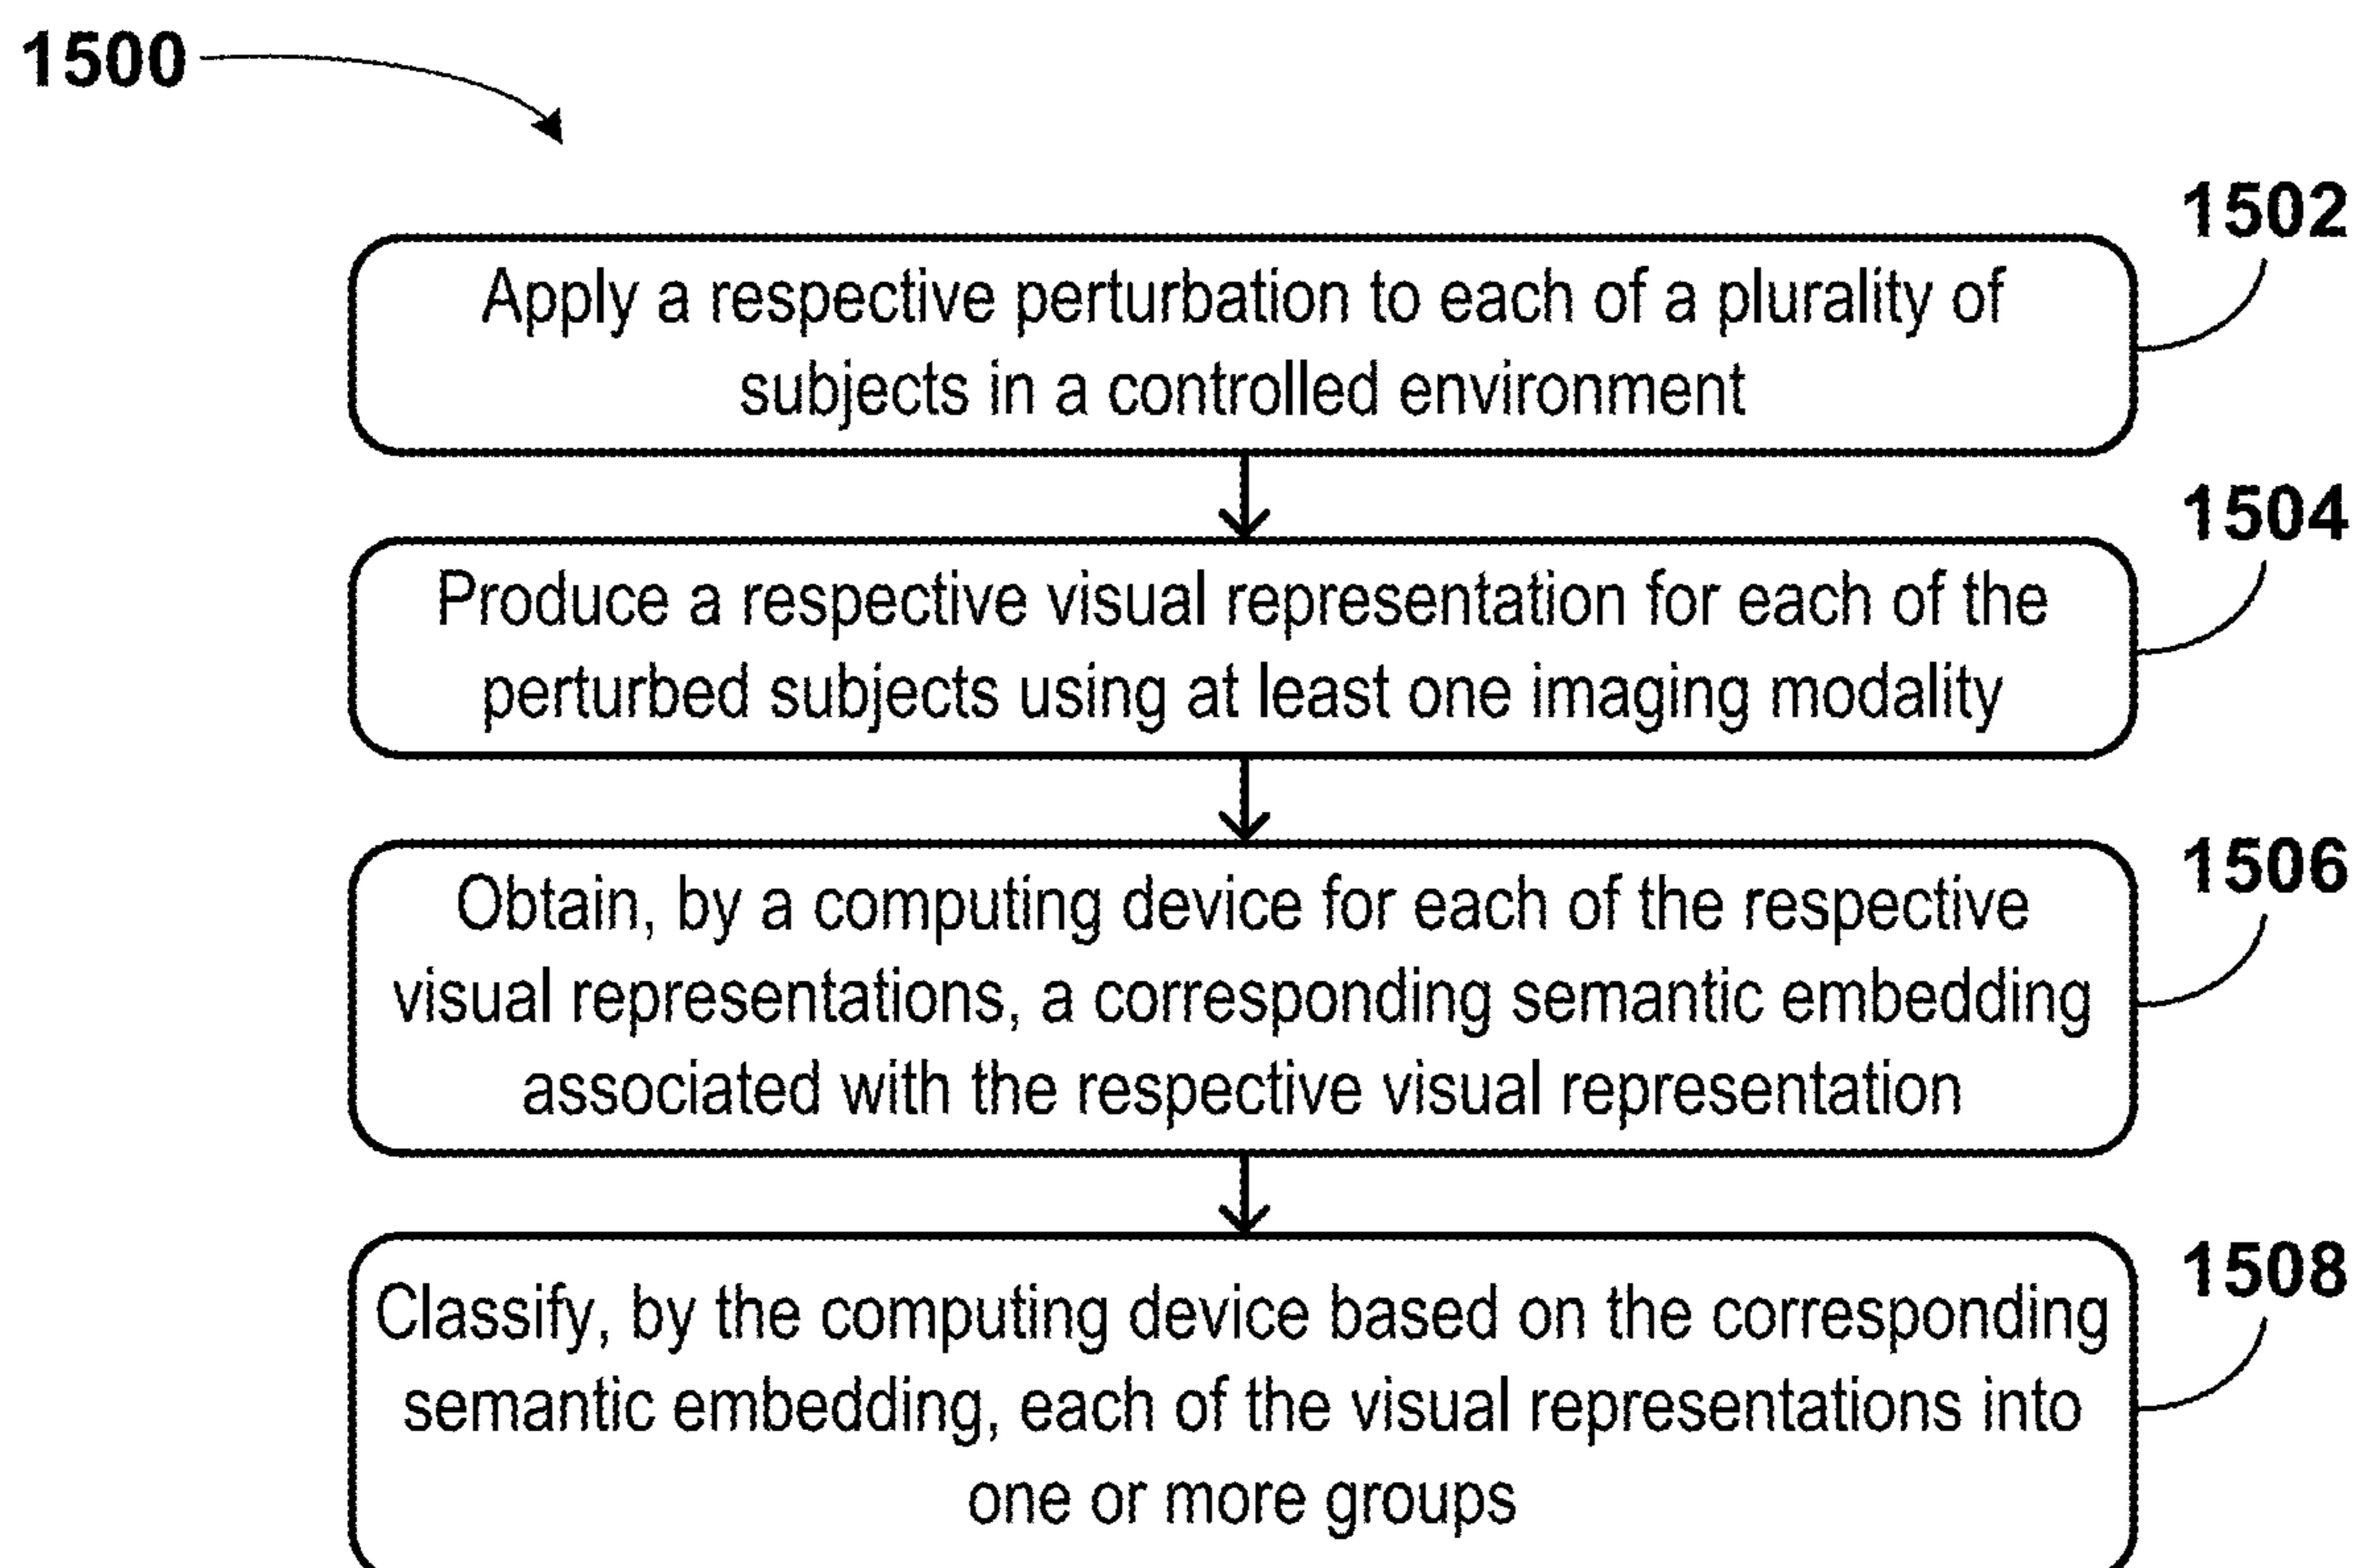 1500
1502
Apply a respective perturbation to each of a plurality of
subjects in a controlled environment
1504
Produce a respective visual representation for each of the
perturbed subjects using at least one imaging modality
1506
Obtain, by a computing device for each of the respective
visual representations, a corresponding semantic embedding
associated with the respective visual representation
1508
Classify, by the computing device based on the corresponding
semantic embedding, each of the visual representations into
one or more groups